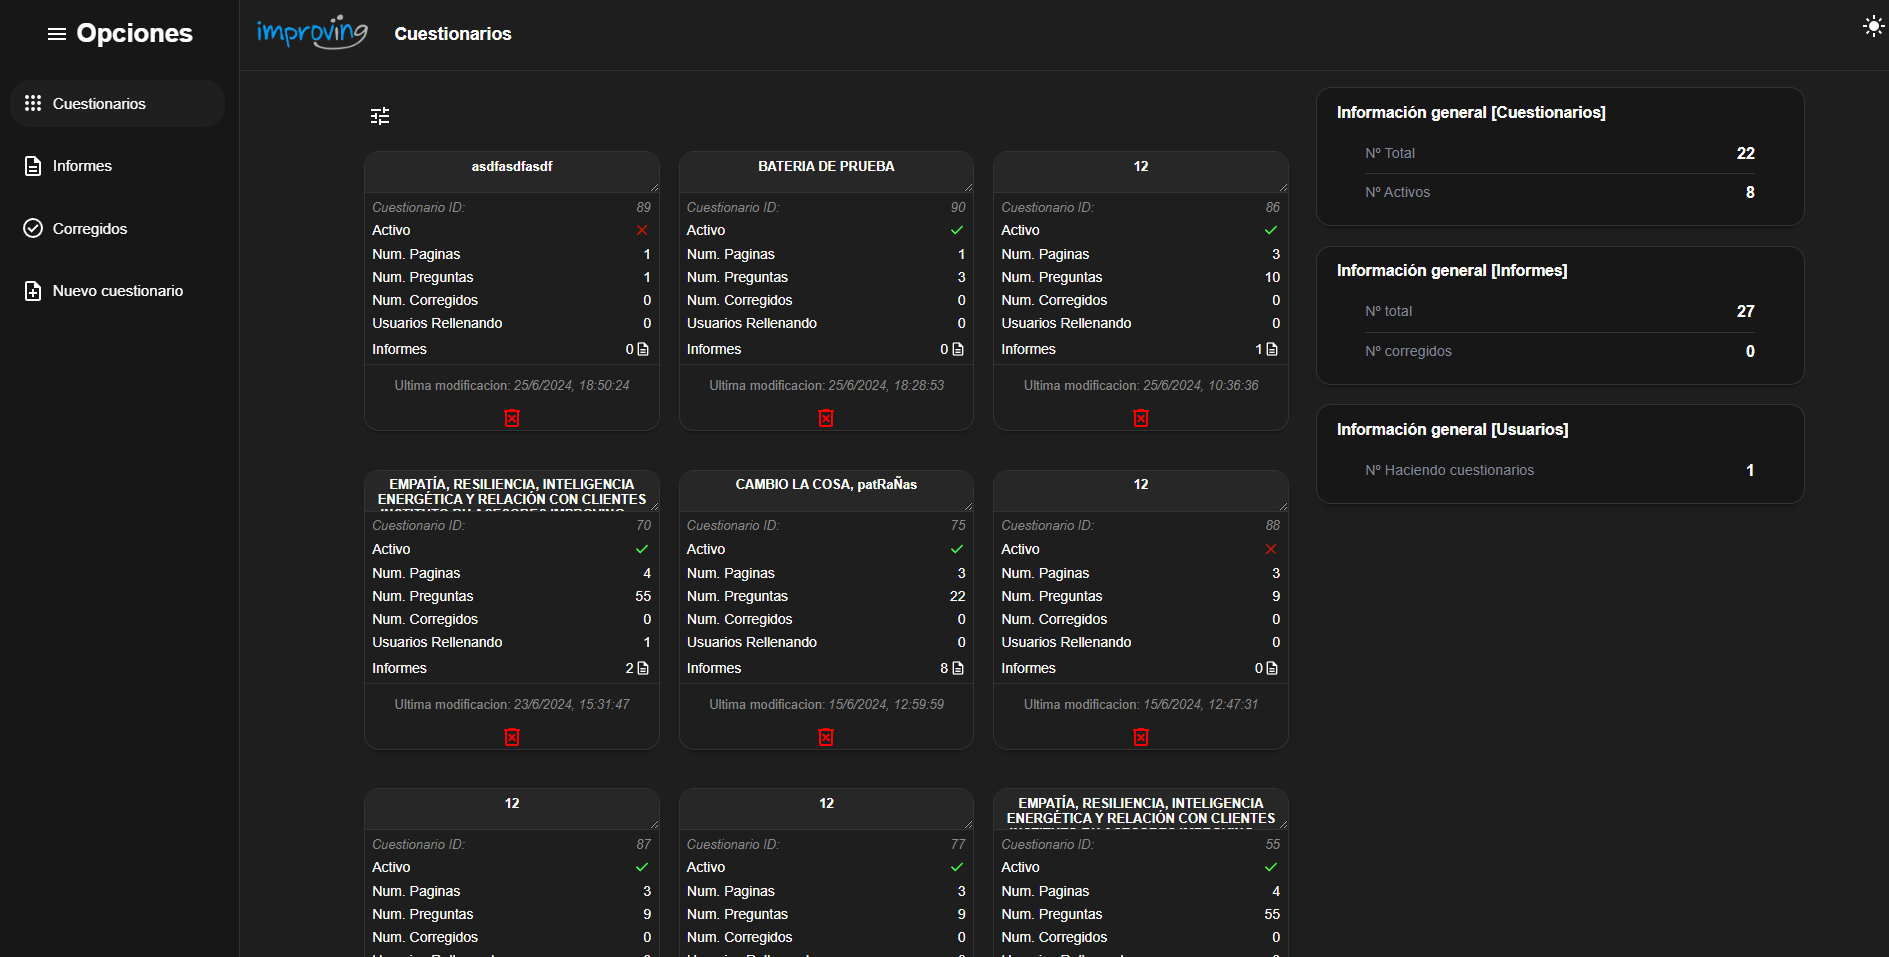 Opciones
Cuestionarios
Informes
Corregidos
Nuevo cuestionario
improving
Cuestionarios
asdfasdfasdf
Cuestionario ID: 89
Activo
Num. Paginas 1
Num. Preguntas 1
Num. Corregidos 0
Usuarios Rellenando 0
Informes 0
Ultima modificacion: 25/6/2024, 18:50:24
BATERIA DE PRUEBA
Cuestionario ID: 90
Activo
Num. Paginas 1
Num. Preguntas 3
Num. Corregidos 0
Usuarios Rellenando 0
Informes 0
Ultima modificacion: 25/6/2024, 18:28:53
12
Cuestionario ID: 86
Activo
Num. Paginas 3
Num. Preguntas 10
Num. Corregidos 0
Usuarios Rellenando 0
Informes 1
Ultima modificacion: 25/6/2024, 10:36:36
EMPATÍA, RESILIENCIA, INTELIGENCIA
ENERGÉTICA Y RELACIÓN CON CLIENTES
Cuestionario ID: 70
Activo
Num. Paginas 4
Num. Preguntas 55
Num. Corregidos 0
Usuarios Rellenando 1
Informes 2
Ultima modificacion: 23/6/2024, 15:31:47
CAMBIO LA COSA, patRaÑas
Cuestionario ID: 75
Activo
Num. Paginas 3
Num. Preguntas 22
Num. Corregidos 0
Usuarios Rellenando 0
Informes 8
Ultima modificacion: 15/6/2024, 12:59:59
12
Cuestionario ID: 88
Activo
Num. Paginas 3
Num. Preguntas 9
Num. Corregidos 0
Usuarios Rellenando 0
Informes 0
Ultima modificacion: 15/6/2024, 12:47:31
12
Cuestionario ID: 87
Activo
Num. Paginas 3
Num. Preguntas 9
Num. Corregidos 0
12
Cuestionario ID: 77
Activo
Num. Paginas 3
Num. Preguntas 9
Num. Corregidos 0
EMPATÍA, RESILIENCIA, INTELIGENCIA
ENERGÉTICA Y RELACIÓN CON CLIENTES
Cuestionario ID: 55
Activo
Num. Paginas 4
Num. Preguntas 55
Num. Corregidos 0
Información general [Cuestionarios]
Nº Total 22
Nº Activos 8
Información general [Informes]
Nº total 27
Nº corregidos 0
Información general [Usuarios]
Nº Haciendo cuestionarios 1